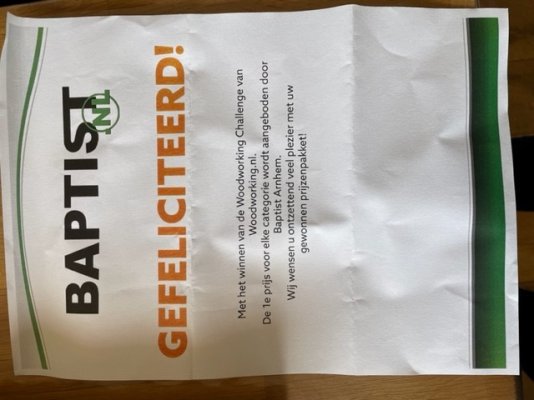 BAPTIST
.NL
GEFELICITEERD!
Met het winnen van de Woodworking Challenge van
Woodworking.nl.
De 1e prijs voor elke categorie wordt aangeboden door
Baptist Arnhem.
Wij wensen u ontzettend veel plezier met uw
gewonnen prijzenpakket!